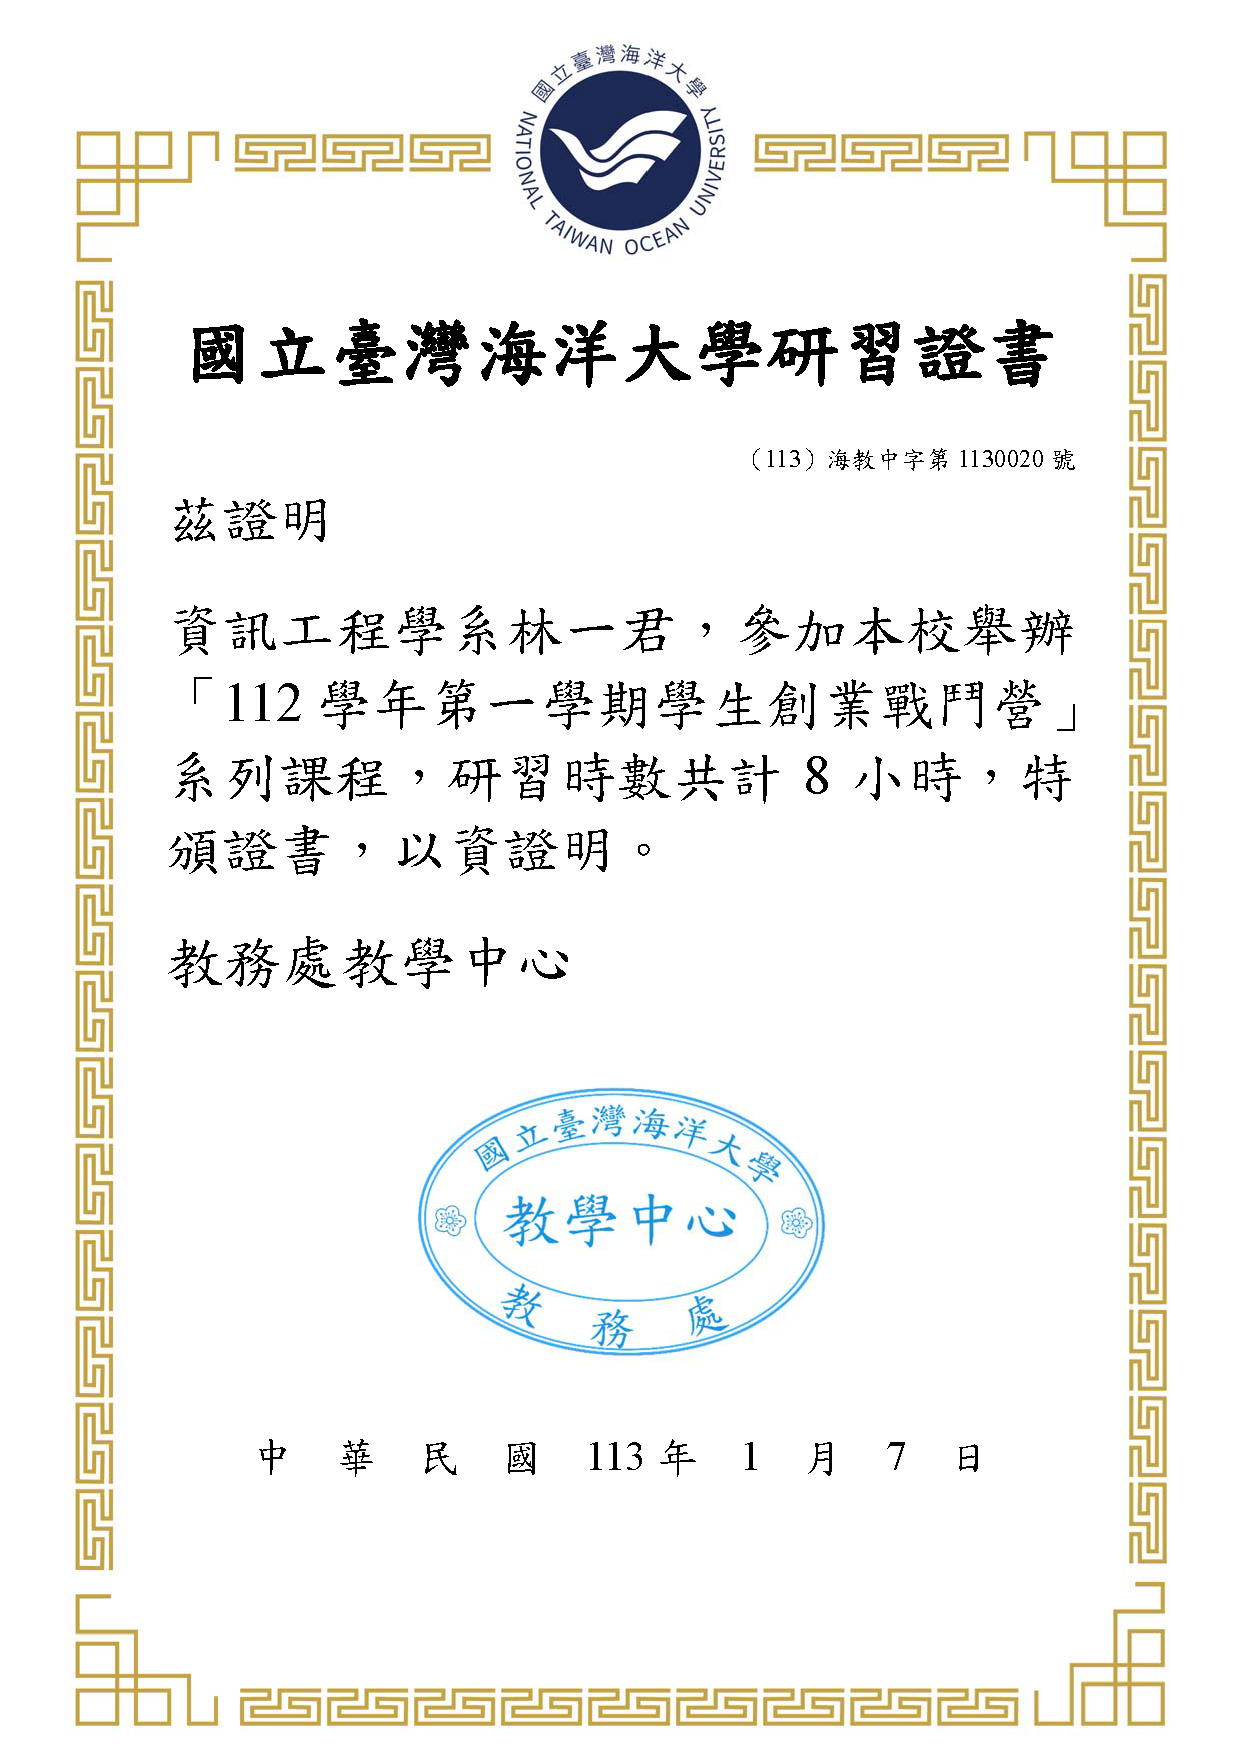 國立臺灣海洋大學
NATIONAL TAIWAN OCEAN UNIVERSITY
國立臺灣海洋大學研習證書
（113）海教中字第 1130020 號
茲證明
資訊工程學系林一君，參加本校舉辦
「112 學年第一學期學生創業戰鬥營」
系列課程，研習時數共計 8 小時，特
頒證書，以資證明。
教務處教學中心
國立臺灣海洋大學
教學中心
教務處
中華民國 113 年 1 月 7 日